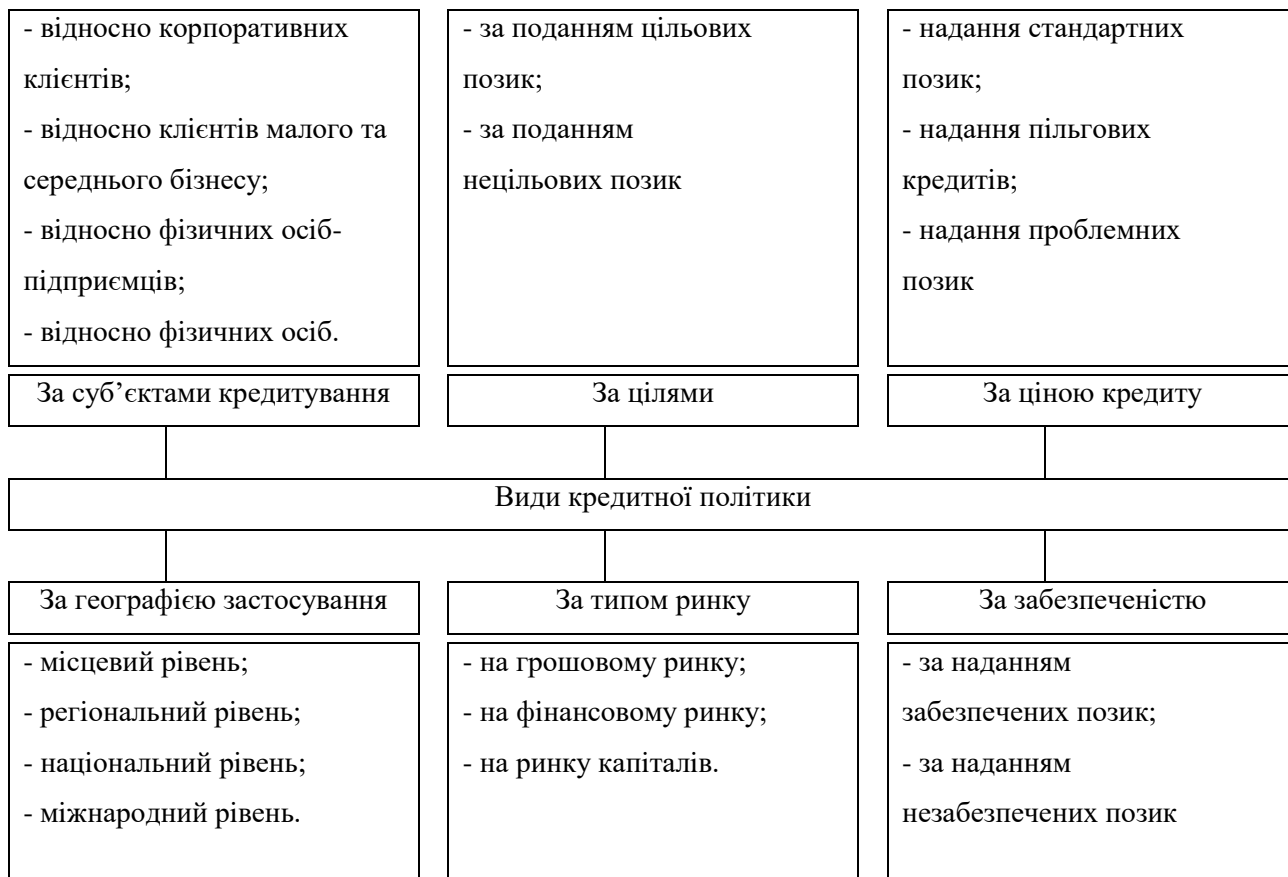 - відносно корпоративних
клієнтів;
- відносно клієнтів малого та
середнього бізнесу;
- відносно фізичних осіб-
підприємців;
- відносно фізичних осіб.
- за поданням цільових
позик;
- за поданням
нецільових позик
- надання стандартних
позик;
- надання пільгових
кредитів;
- надання проблемних
позик
За суб’єктами кредитування
За цілями
За ціною кредиту
Види кредитної політики
За географією застосування
За типом ринку
За забезпеченістю
- місцевий рівень;
- регіональний рівень;
- національний рівень;
- міжнародний рівень.
- на грошовому ринку;
- на фінансовому ринку;
- на ринку капіталів.
- за наданням
забезпечених позик;
- за наданням
незабезпечених позик